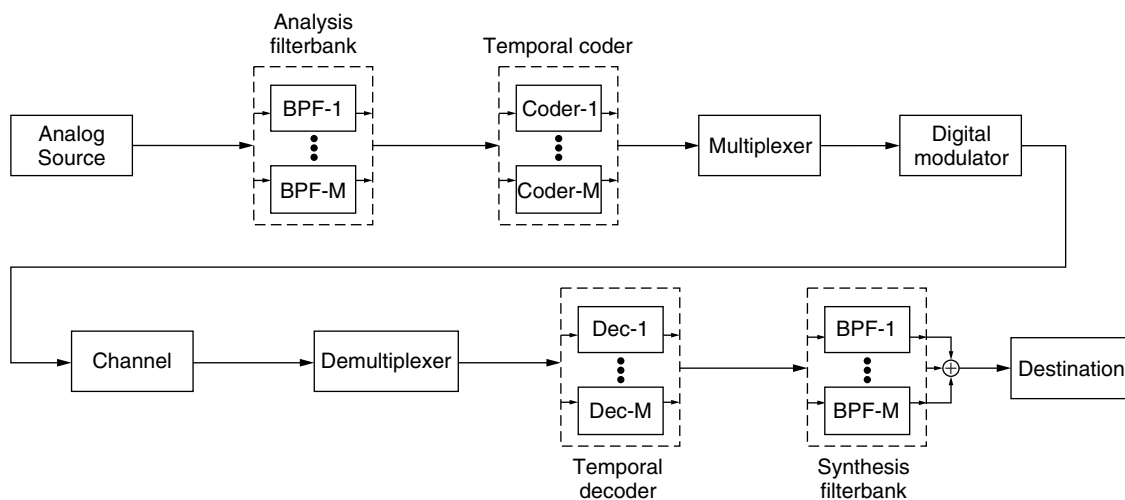 Analysis
filterbank
Temporal coder
BPF-1
Coder-1
Analog
Source
Multiplexer
Digital
modulator
BPF-M
Coder-M
Channel
Demultiplexer
Dec-1
BPF-1
Destination
Dec-M
BPF-M
Temporal
decoder
Synthesis
filterbank